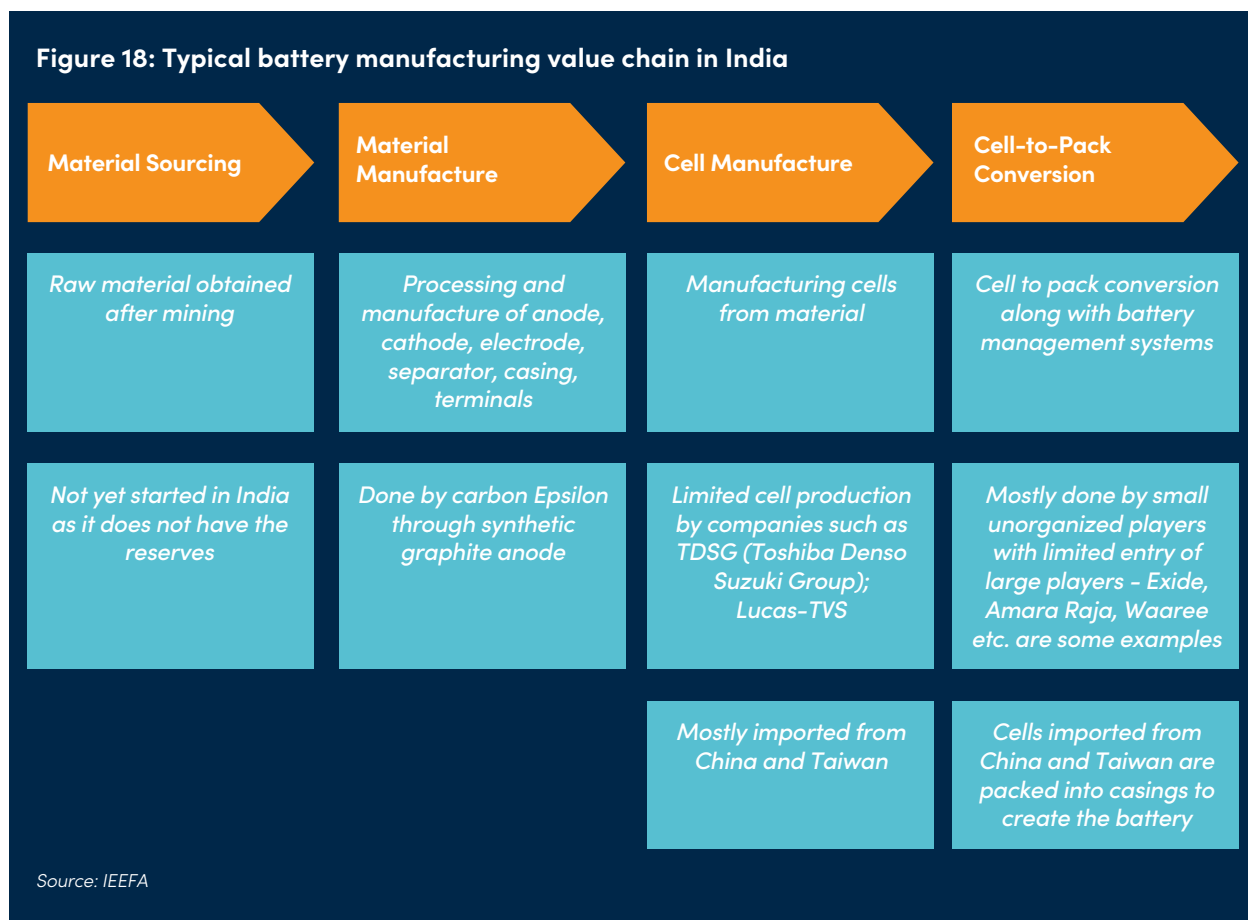 Figure 18: Typical battery manufacturing value chain in India
Material Sourcing
Material
Manufacture
Cell Manufacture
Cell-to-Pack
Conversion
Raw material obtained
after mining
Processing and
manufacture of anode,
cathode, electrode,
separator, casing,
terminals
Manufacturing cells
from material
Cell to pack conversion
along with battery
management systems
Not yet started in India
as it does not have the
reserves
Done by carbon Epsilon
through synthetic
graphite anode
Limited cell production
by companies such as
TDSG (Toshiba Denso
Suzuki Group);
Lucas-TVS
Mostly done by small
unorganized players
with limited entry of
large players - Exide,
Amara Raja, Waaree
etc. are some examples
Mostly imported from
China and Taiwan
Cells imported from
China and Taiwan are
packed into casings to
create the battery
Source: IEEFA